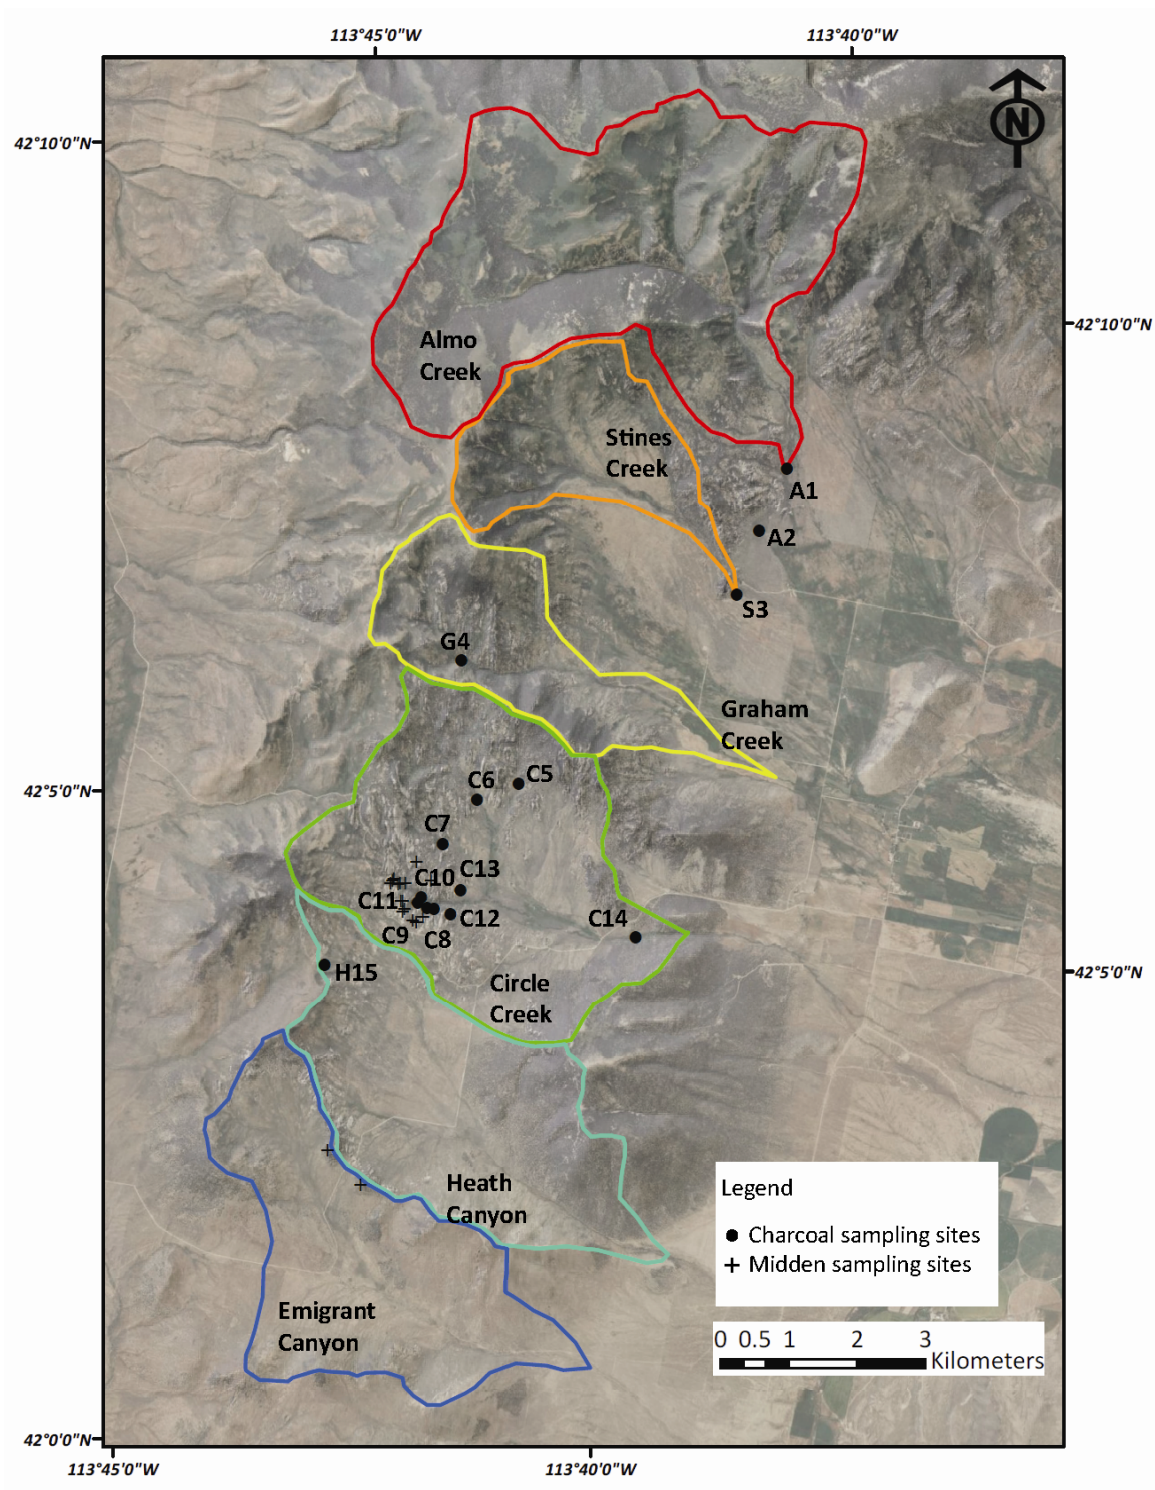 113°45'0"W
113°40'0"W
N
42°10'0"N
42°10'0"N
Almo
Creek
Stines
Creek
A1
A2
S3
G4
Graham
Creek
C6
C5
42°5'0"N
C7
C13
C10
C11
C12
C14
C9
C8
H15
42°5'0"N
Circle
Creek
Heath
Canyon
Legend
Charcoal sampling sites
Midden sampling sites
Emigrant
Canyon
0 0.5 1 2 3
Kilometers
42°0'0"N
113°45'0"W
113°40'0"W